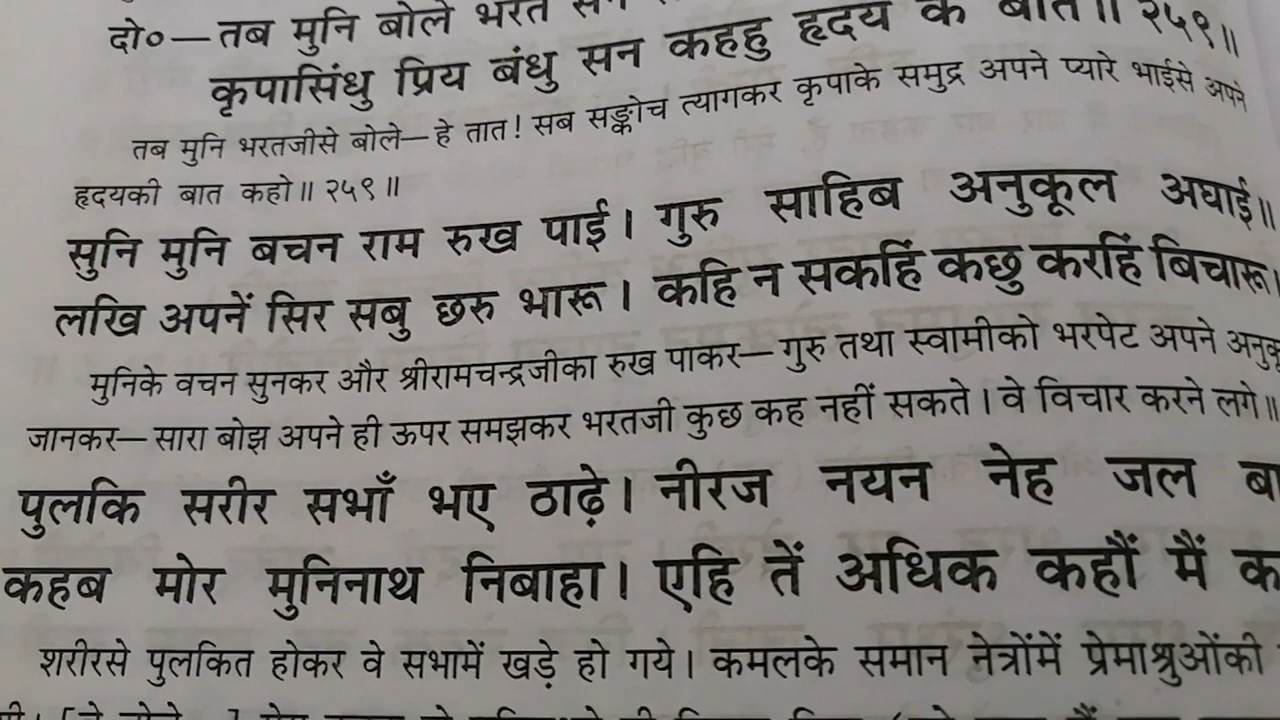 दो०—तब मुनि बोले भरत सन
कृपासिंधु प्रिय बंधु सन कहहु हृदय कै बात॥ २५९॥
तब मुनि भरतजीसे बोले—हे तात! सब सङ्कोच त्यागकर कृपाके समुद्र अपने प्यारे भाईसे अपने
हृदयकी बात कहो॥ २५९॥
सुनि मुनि बचन राम रुख पाई। गुरु साहिब अनुकूल अघाई॥
लखि अपनें सिर सबु छरु भारू। कहि न सकहिं कछु करहिं बिचारू।
मुनिके वचन सुनकर और श्रीरामचन्द्रजीका रुख पाकर—गुरु तथा स्वामीको भरपेट अपने
जानकर—सारा बोझ अपने ही ऊपर समझकर भरतजी कुछ कह नहीं सकते। वे विचार करने लगे॥
पुलकि सरीर सभाँ भए ठाढ़े। नीरज नयन नेह जल
कहब मोर मुनिनाथ निबाहा। एहि तें अधिक कहौं मैं
शरीरसे पुलकित होकर वे सभामें खड़े हो गये। कमलके समान नेत्रोंमें प्रेमाश्रुओंकी